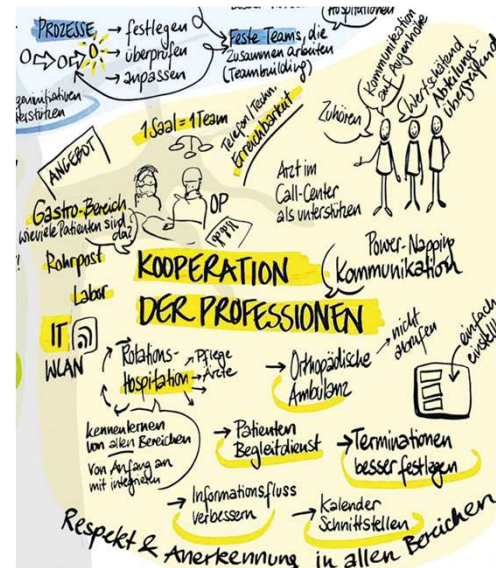 Hospitationen
PROZESSE
→ festlegen
→ überprüfen
→ anpassen
Feste Teams, die
zusammen arbeiten
(Teambuilding)
1 Saal = 1 Team
Telefon/Techn.
Erreichbarkeit
Kommunikation
auf Augenhöhe
Zuhören
Wertschätzend
Abteilungs-
übergreifend
ANGEBOT
OP
Arzt im
Call-Center
als unterstützen
Gastro-Bereich
wieviele Patienten sind
da?
Rohrpost
Labor
IT
WLAN
KOOPERATION
DER PROFESSIONEN
Power-Napping
Kommunikation
Rotations-
Hospitation
→ Pflege
→ Ärzte
kennenlernen
von allen Bereichen
Von Anfang an
mit integrieren
→ Orthopädische
Ambulanz
→ nicht
abrufen
einfach
→ Patienten
Begleitdienst
→ Terminationen
besser festlegen
→ Informationsfluss
verbessern
→ Kalender
Schnittstellen
Respekt & Anerkennung in allen Bereichen